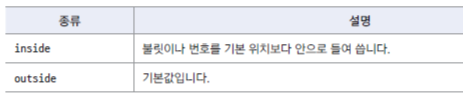 종류 설명
inside 불릿이나 번호를 기본 위치보다 안으로 들여 씁니다.
outside 기본값입니다.